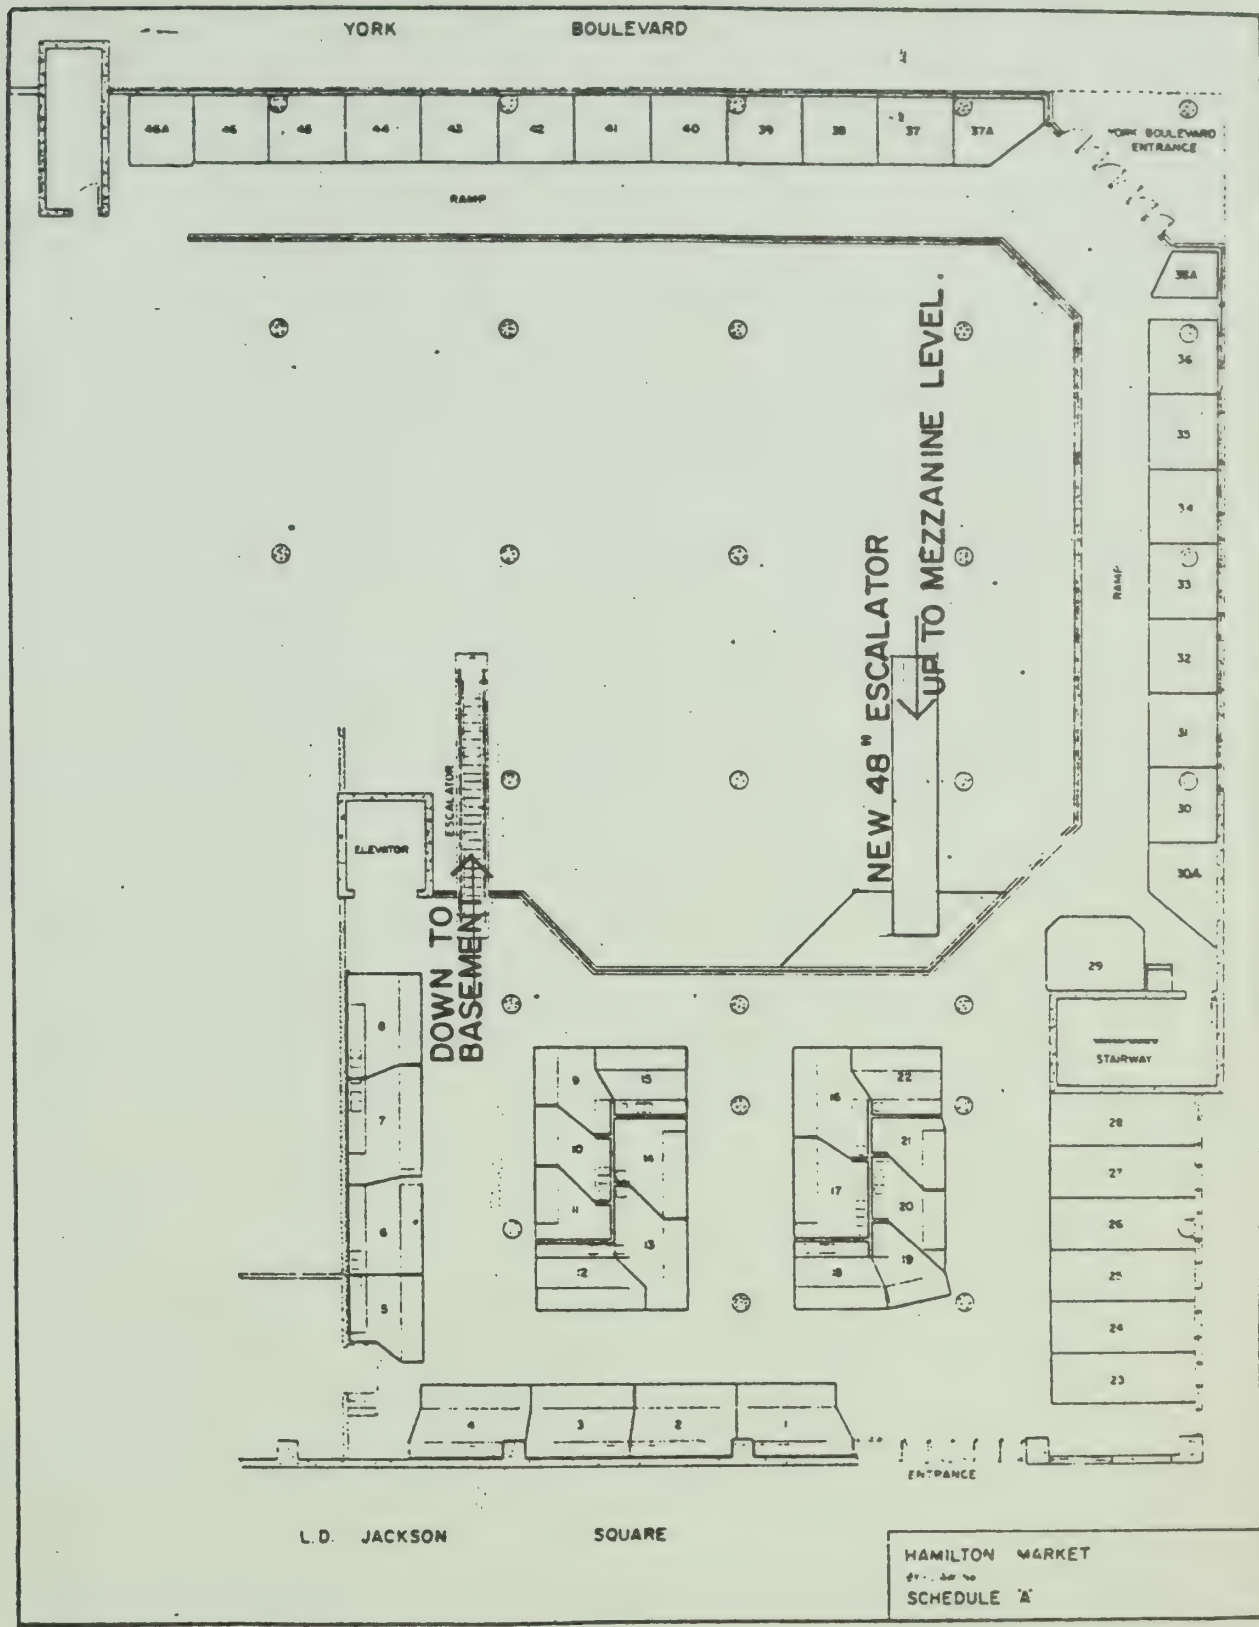 YORK BOULEVARD
46A 46 45 44 43 42 41 40 39 38 37 37A
YORK BOULEVARD
ENTRANCE
RAMP
38A
36
35
34
33
32
31
30
30A
RAMP
NEW 48" ESCALATOR
UP TO MEZZANINE LEVEL.
ESCALATOR
ELEVATOR
DOWN TO
BASEMENT
29
STAIRWAY
8
7
6
5
9
15
10
14
11
13
12
16
22
21
17
20
19
18
28
27
26
25
24
23
4 3 2 1
ENTRANCE
L.D. JACKSON SQUARE
HAMILTON MARKET
SCHEDULE "A"